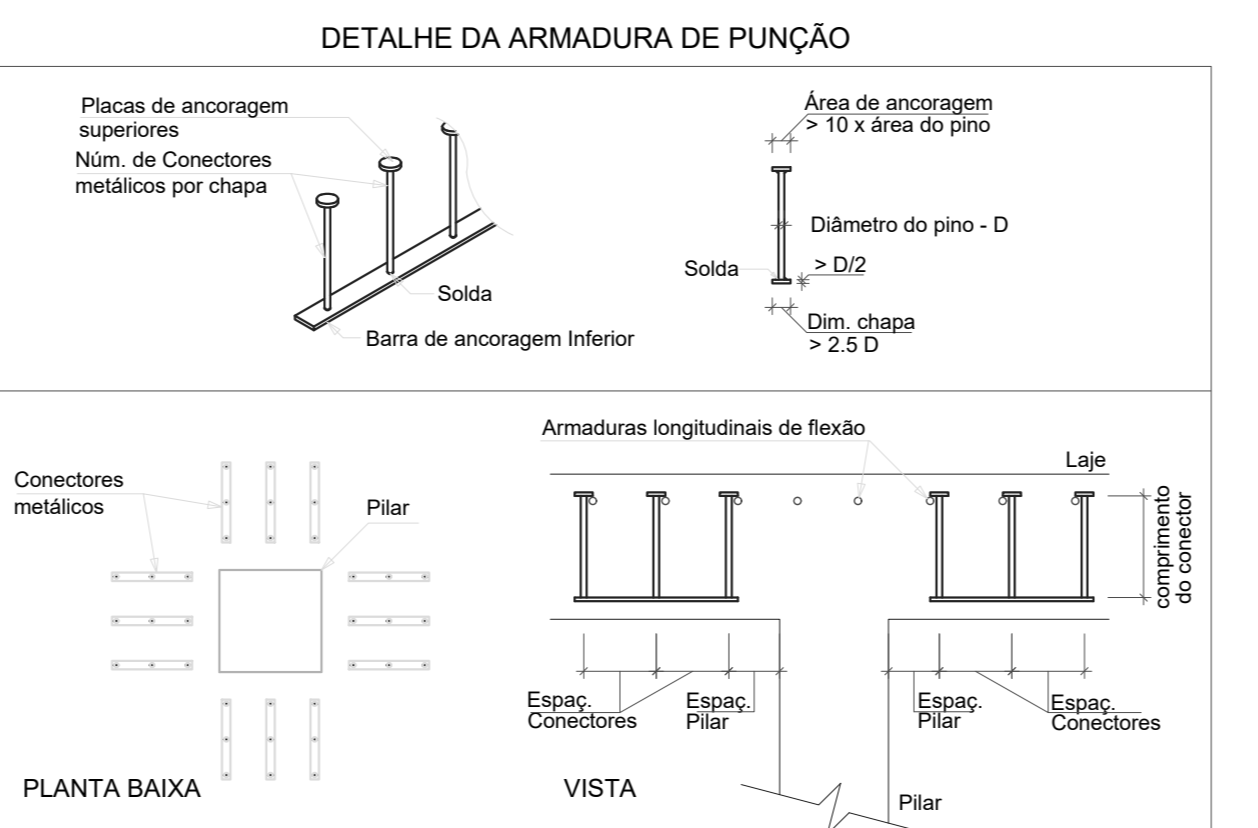 DETALHE DA ARMADURA DE PUNÇÃO
Placas de ancoragem
superiores
Núm. de Conectores
metálicos por chapa
Solda
Barra de ancoragem Inferior
Área de ancoragem
> 10 x área do pino
Diâmetro do pino - D
Solda
> D/2
Dim. chapa
> 2.5 D
Conectores
metálicos
Pilar
PLANTA BAIXA
Armaduras longitudinais de flexão
Laje
comprimento
do conector
Espaç.
Conectores
Espaç.
Pilar
Espaç.
Pilar
Espaç.
Conectores
VISTA
Pilar